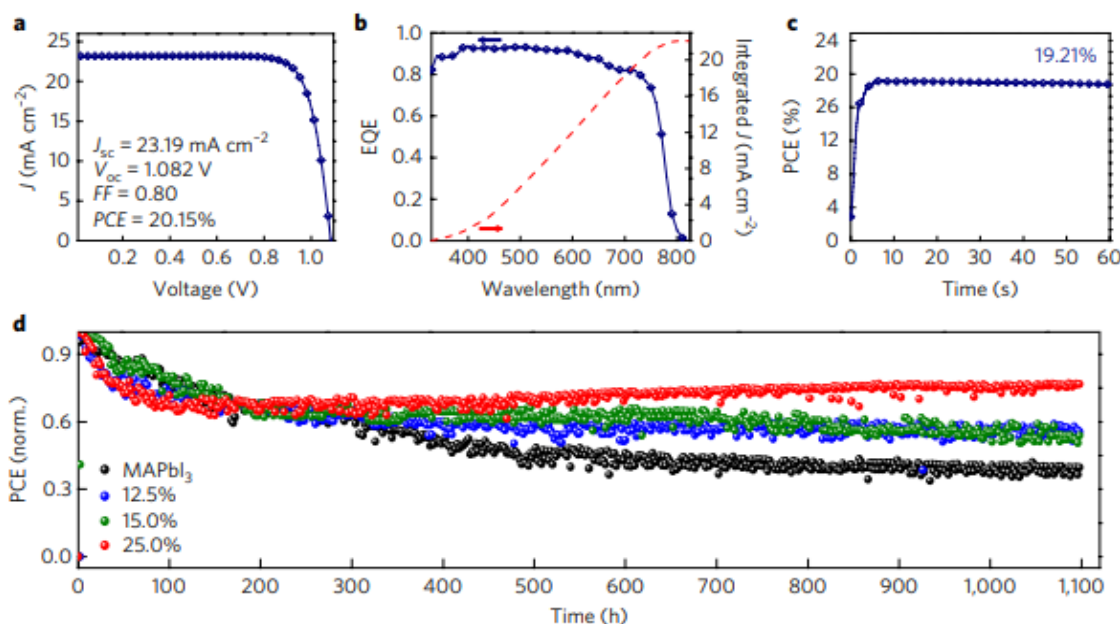 a
25
20
15
10
5
0
J (mA cm⁻²)
J_sc = 23.19 mA cm⁻²
V_oc = 1.082 V
FF = 0.80
PCE = 20.15%
0.2 0.4 0.6 0.8 1.0
Voltage (V)
b
1.0
0.8
0.6
0.4
0.2
0.0
EQE
20
16
12
8
4
0
Integrated J (mA cm⁻²)
400 500 600 700 800
Wavelength (nm)
c
24
20
26
12
8
4
0
PCE (%)
19.21%
0 10 20 30 40 50 60
Time (s)
d
0.9
0.6
0.3
0.0
PCE (norm.)
MAPbI₃
12.5%
15.0%
25.0%
0 100 200 300 400 500 600 700 800 900 1,000 1,100
Time (h)